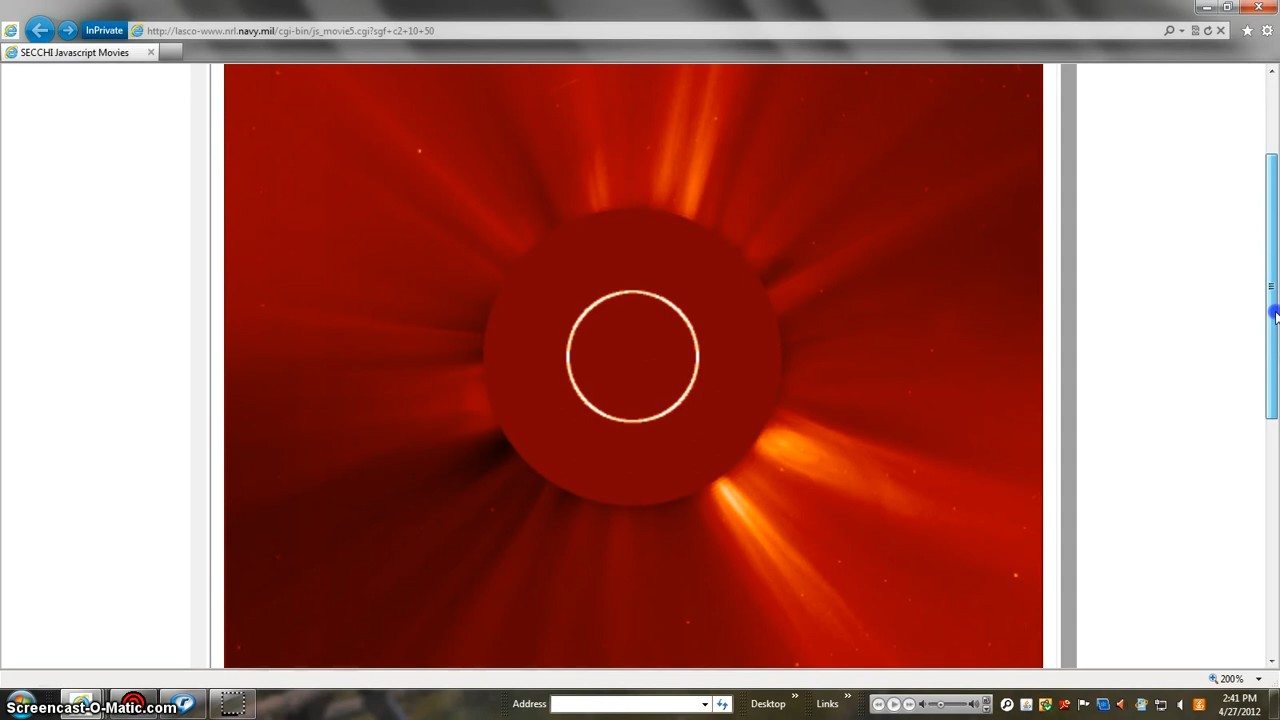 InPrivate
http://lasco-www.nrl.navy.mil/cgi-bin/js_movie5.cgi?sgf+c2+10+50
SECCHI Javascript Movies
200%
Address
Desktop
Links
2:41 PM
4/27/2012
Screencast-O-Matic.com